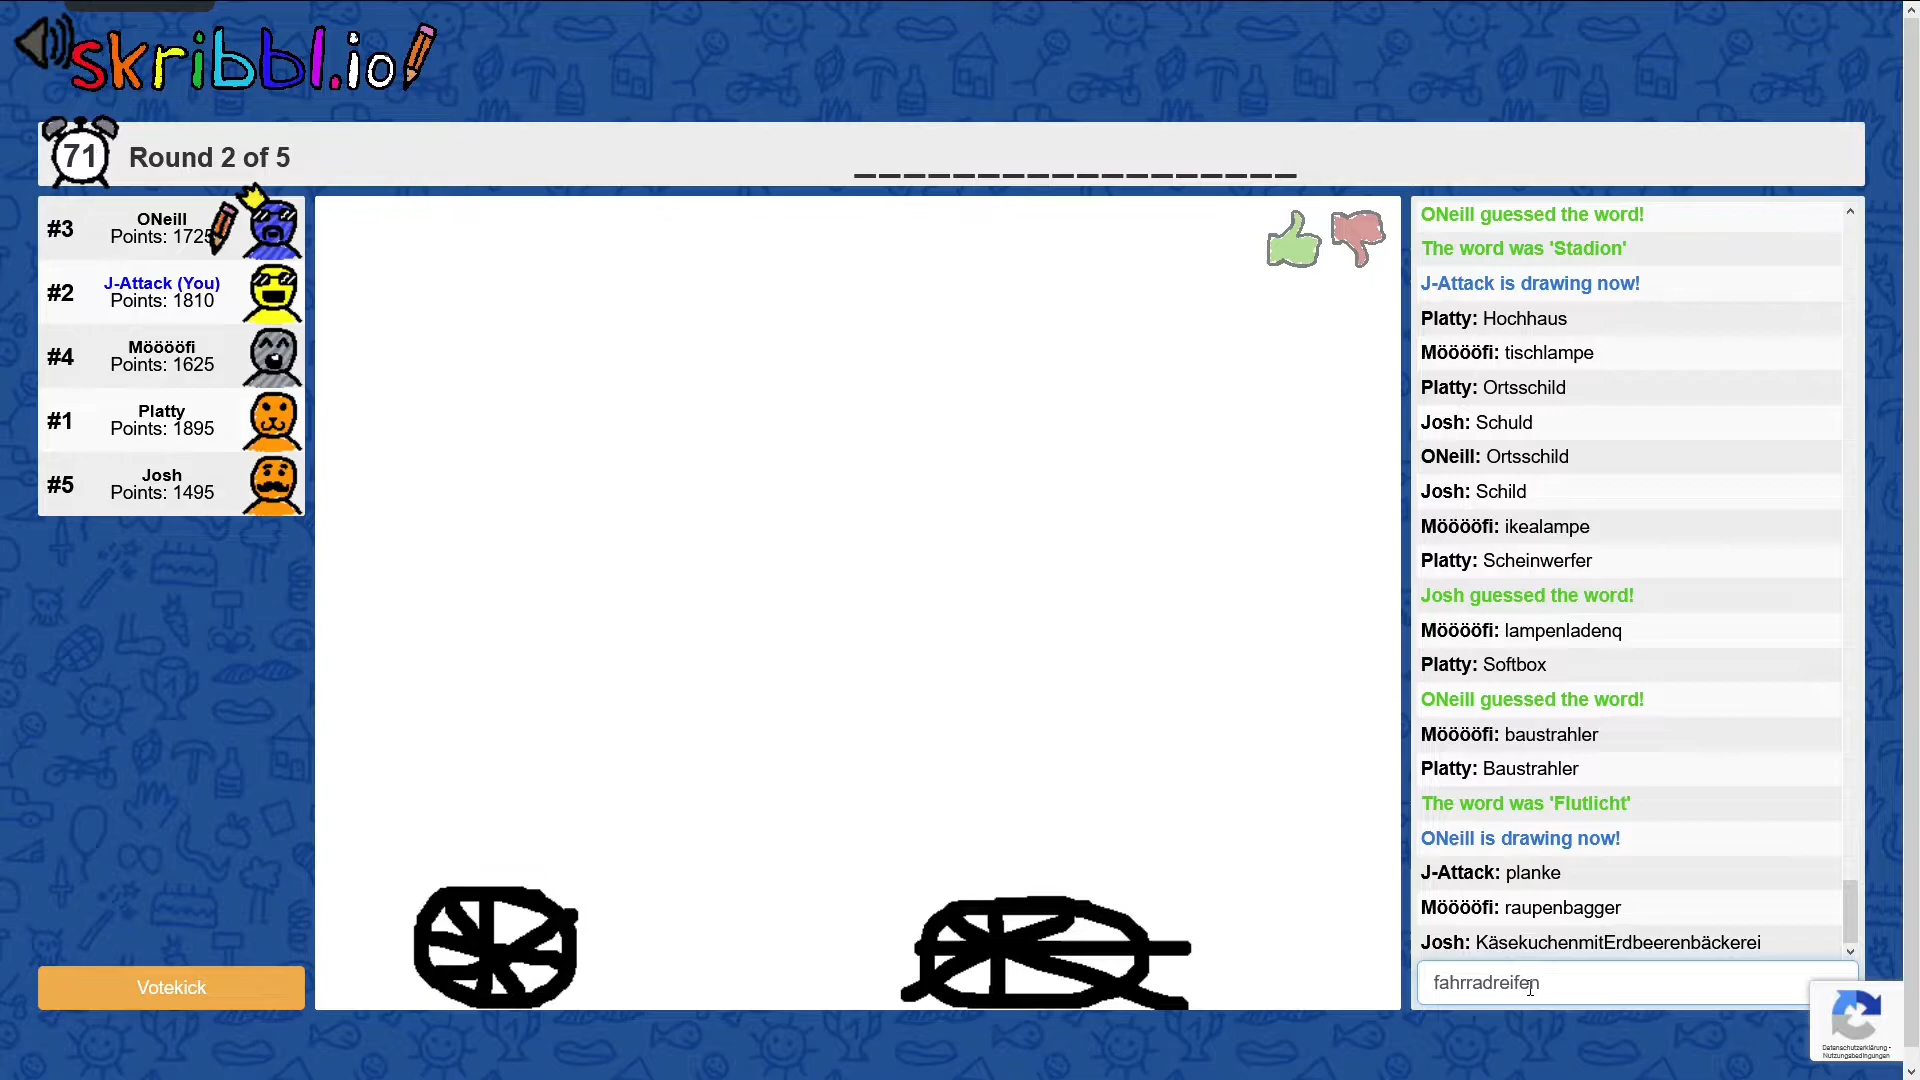 skribbl.io
71
Round 2 of 5
__________________
#3
ONeill
Points: 1725
#2
J-Attack (You)
Points: 1810
#4
Mööööfi
Points: 1625
#1
Platty
Points: 1895
#5
Josh
Points: 1495
Votekick
ONeill guessed the word!
The word was 'Stadion'
J-Attack is drawing now!
Platty: Hochhaus
Mööööfi: tischlampe
Platty: Ortsschild
Josh: Schuld
ONeill: Ortsschild
Josh: Schild
Mööööfi: ikealampe
Platty: Scheinwerfer
Josh guessed the word!
Mööööfi: lampenladenq
Platty: Softbox
ONeill guessed the word!
Mööööfi: baustrahler
Platty: Baustrahler
The word was 'Flutlicht'
ONeill is drawing now!
J-Attack: planke
Mööööfi: raupenbagger
Josh: KäsekuchenmitErdbeerenbäckerei
fahrradreifen
Datenschutzerklärung -
Nutzungsbedingungen